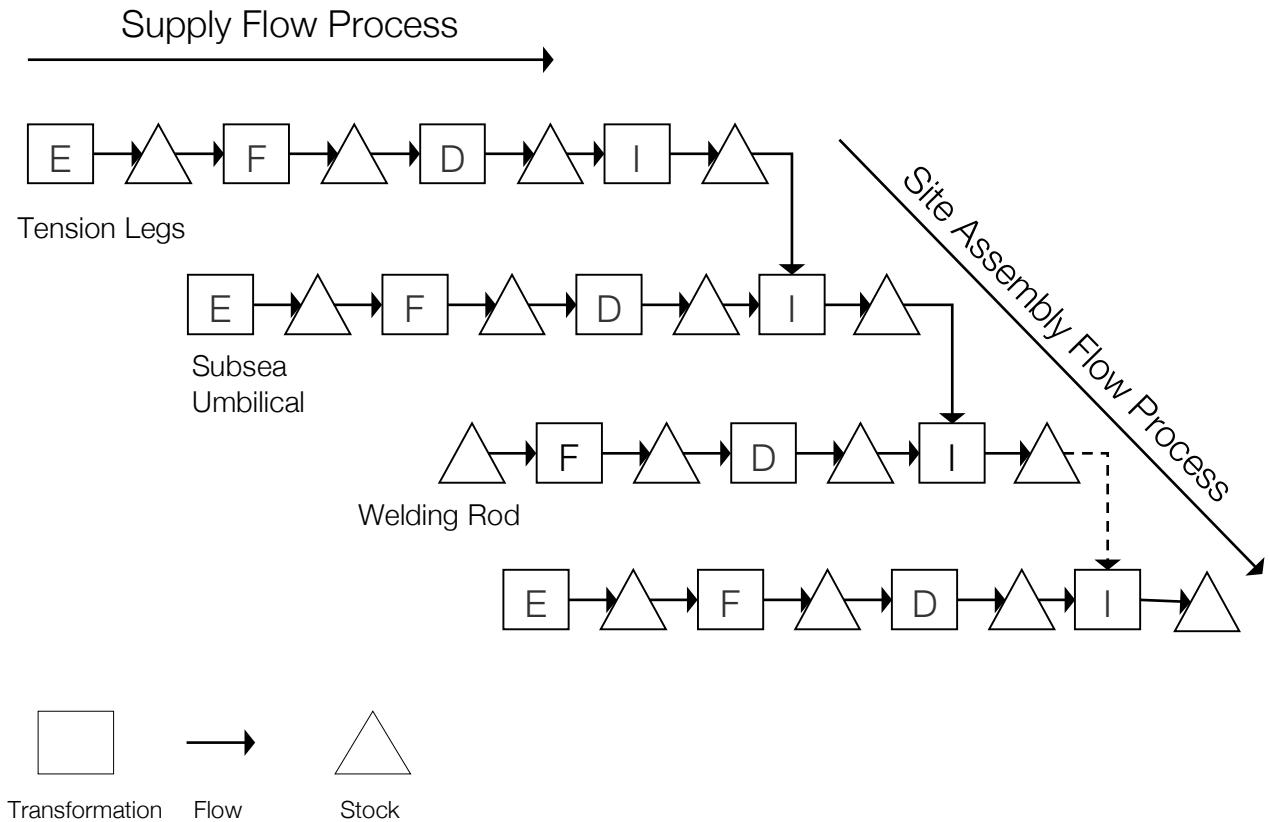 Supply Flow Process
E F D I
Tension Legs
Site Assembly Flow Process
E F D I
Subsea
Umbilical
F D I
Welding Rod
E F D I
Transformation Flow Stock